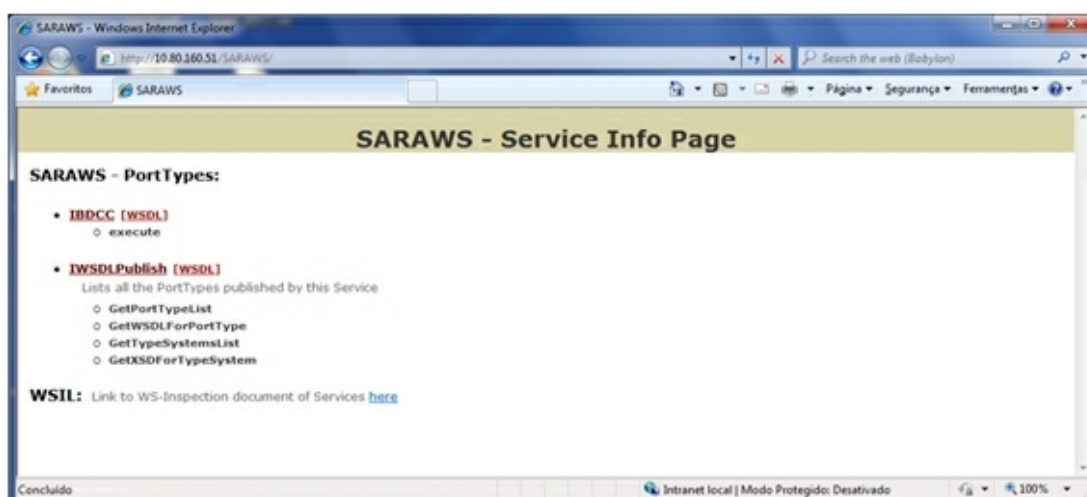 SARAWS - Windows Internet Explorer
http://10.80.160.51/SARAWS/
Search the web (Babylon)
Favoritos
SARAWS
Página
Segurança
Ferramentas
SARAWS - Service Info Page
SARAWS - PortTypes:
IBDCC [WSDL]
execute
IWSDLPublish [WSDL]
Lists all the PortTypes published by this Service
GetPortTypeList
GetWSDLForPortType
GetTypeSystemsList
GetXSDForTypeSystem
WSIL: Link to WS-Inspection document of Services here
Concluído
Intranet local | Modo Protegido: Desativado
100%